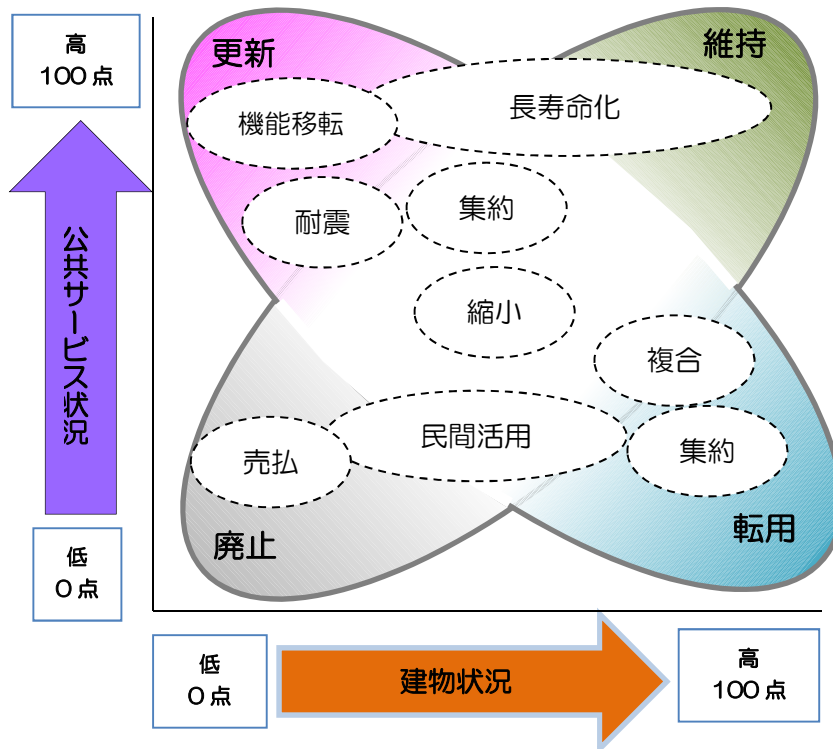 高
100点
更新
維持
機能移転
長寿命化
耐震
集約
縮小
公共サービス状況
複合
民間活用
売払
集約
廃止
転用
低
0点
低
0点
建物状況
高
100点